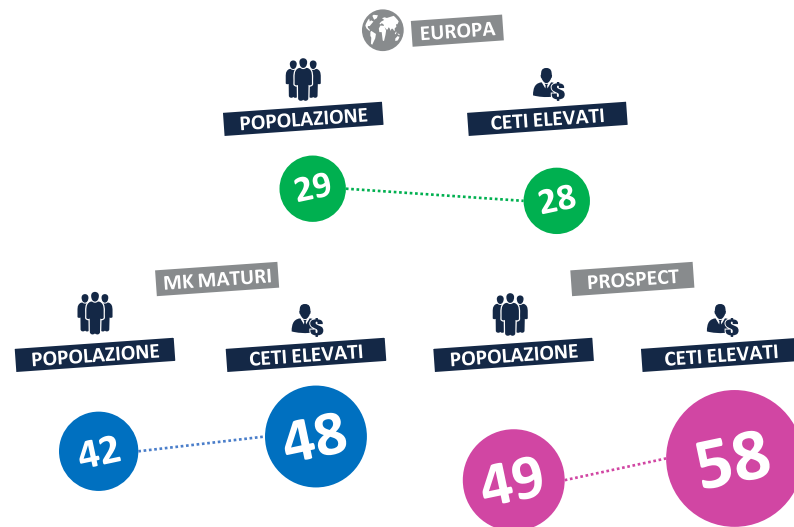 EUROPA
POPOLAZIONE
CETI ELEVATI
29
28
MK MATURI
POPOLAZIONE
CETI ELEVATI
42
48
PROSPECT
POPOLAZIONE
CETI ELEVATI
49
58